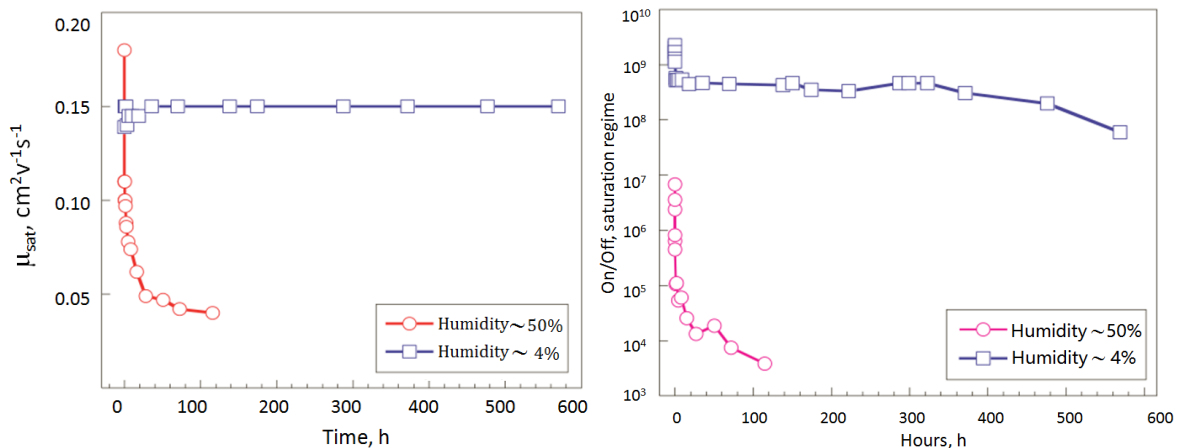 0.20
0.15
0.10
0.05
μsat, cm²v⁻¹s⁻¹
0 100 200 300 400 500 600
Time, h
Humidity ~ 50%
Humidity ~ 4%
10¹⁰
10⁹
10⁸
10⁷
10⁶
10⁵
10⁴
10³
On/Off, saturation regime
0 100 200 300 400 500 600
Hours, h
Humidity ~ 50%
Humidity ~ 4%